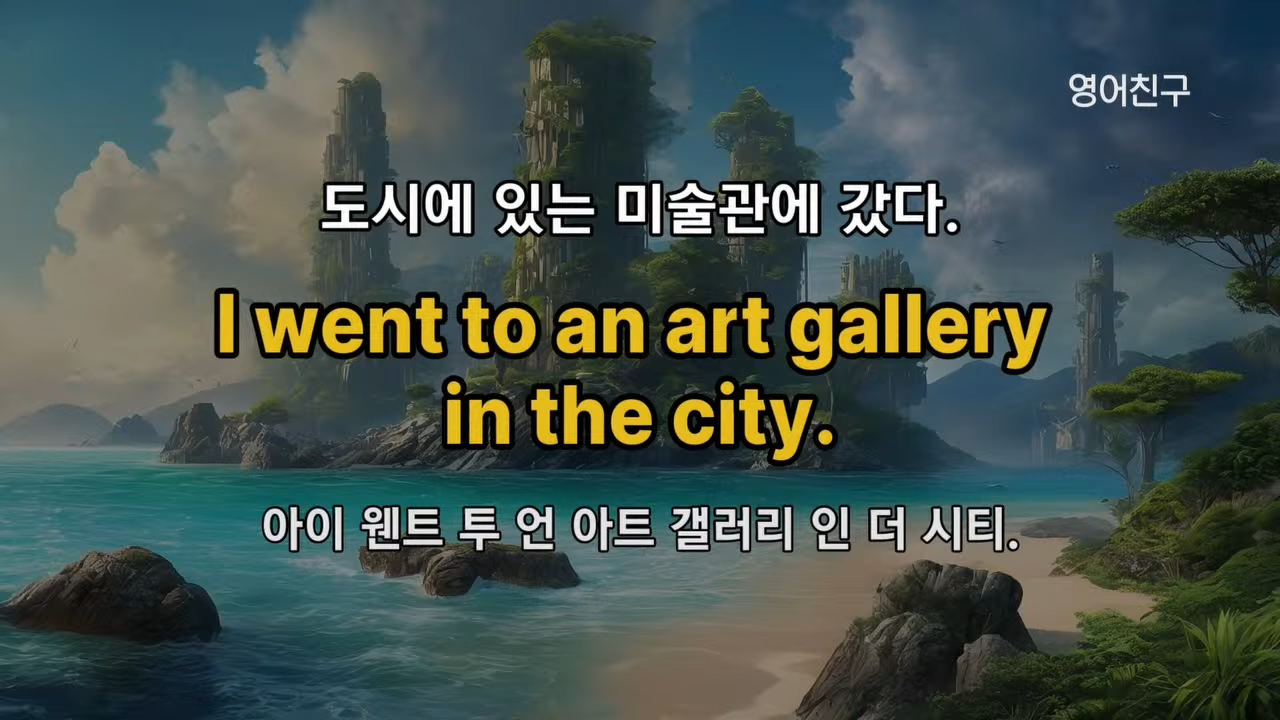 영어친구
도시에 있는 미술관에 갔다.
I went to an art gallery
in the city.
아이 웬트 투 언 아트 갤러리 인 더 시티.